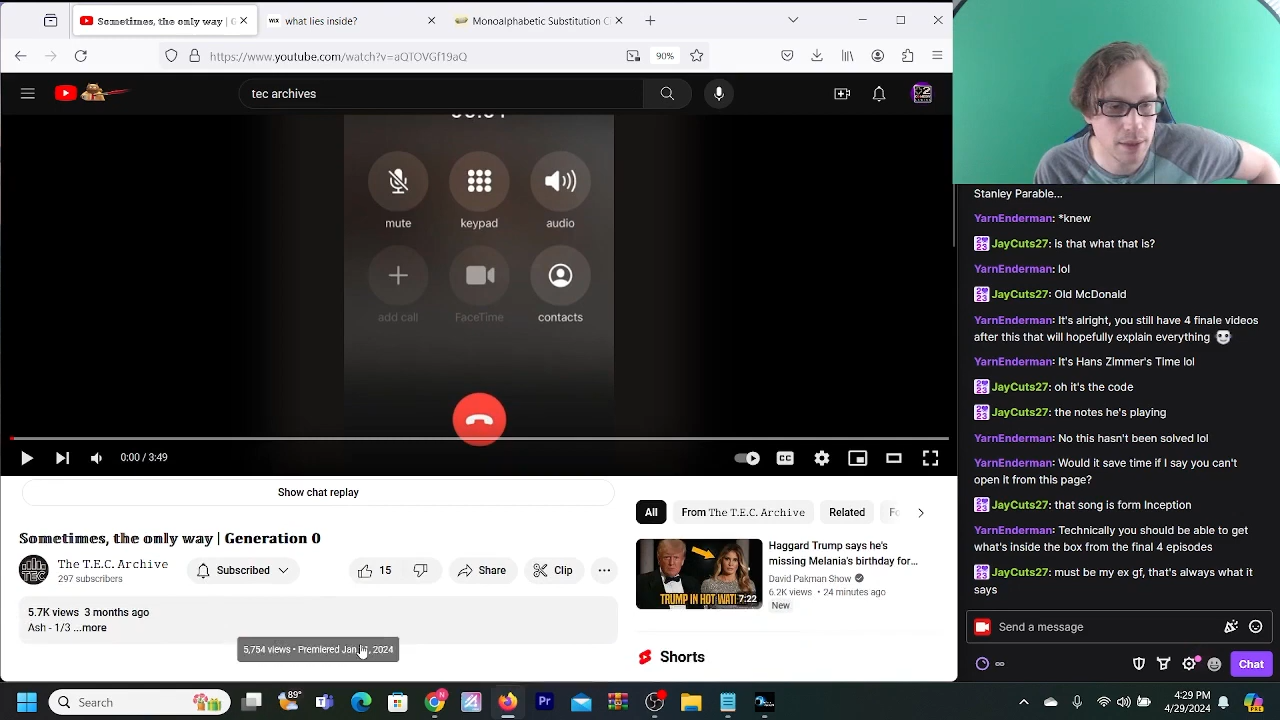 Sometimes, the omly way | G
what lies inside?
Monoalphabetic Substitution C
https://www.youtube.com/watch?v=aQTOVGf19aQ
90%
tec archives
mute
keypad
audio
add call
FaceTime
contacts
0:00 / 3:49
CC
Show chat replay
Sometimes, the omly way | Generation 0
The T.E.C. Archive
297 subscribers
Subscribed
15
Share
Clip
5.7K views 3 months ago
Ash - 1/3 ...more
5,754 views • Premiered Jan , 2024
All
From The T.E.C. Archive
Related
Fo
TRUMP IN HOT WAT
7:22
Haggard Trump says he's
missing Melania's birthday for...
David Pakman Show
6.2K views • 24 minutes ago
New
Shorts
Stanley Parable...
YarnEnderman: *knew
JayCuts27: is that what that is?
YarnEnderman: lol
JayCuts27: Old McDonald
YarnEnderman: It's alright, you still have 4 finale videos
after this that will hopefully explain everything
YarnEnderman: It's Hans Zimmer's Time lol
JayCuts27: oh it's the code
JayCuts27: the notes he's playing
YarnEnderman: No this hasn't been solved lol
YarnEnderman: Would it save time if I say you can't
open it from this page?
JayCuts27: that song is form Inception
YarnEnderman: Technically you should be able to get
what's inside the box from the final 4 episodes
JayCuts27: must be my ex gf, that's always what it
says
Send a message
Chat
Search
89°
Pr
4:29 PM
4/29/2024